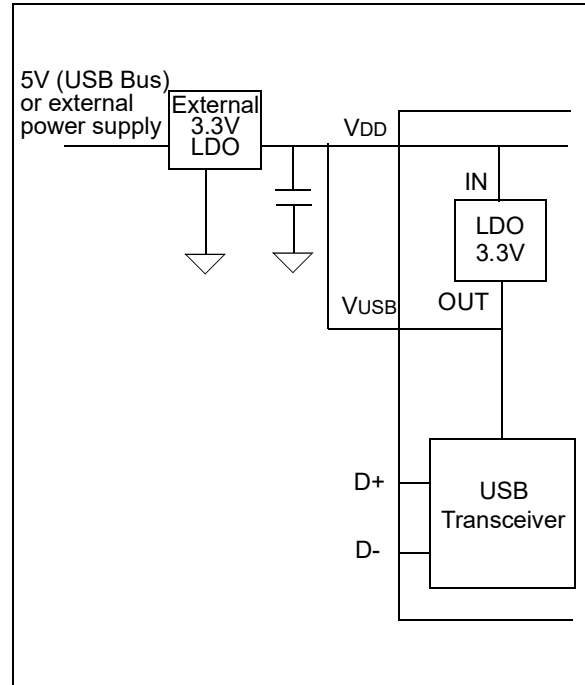 5V (USB Bus)
or external
power supply
External
3.3V
LDO
VDD
IN
LDO
3.3V
OUT
VUSB
D+
D-
USB
Transceiver